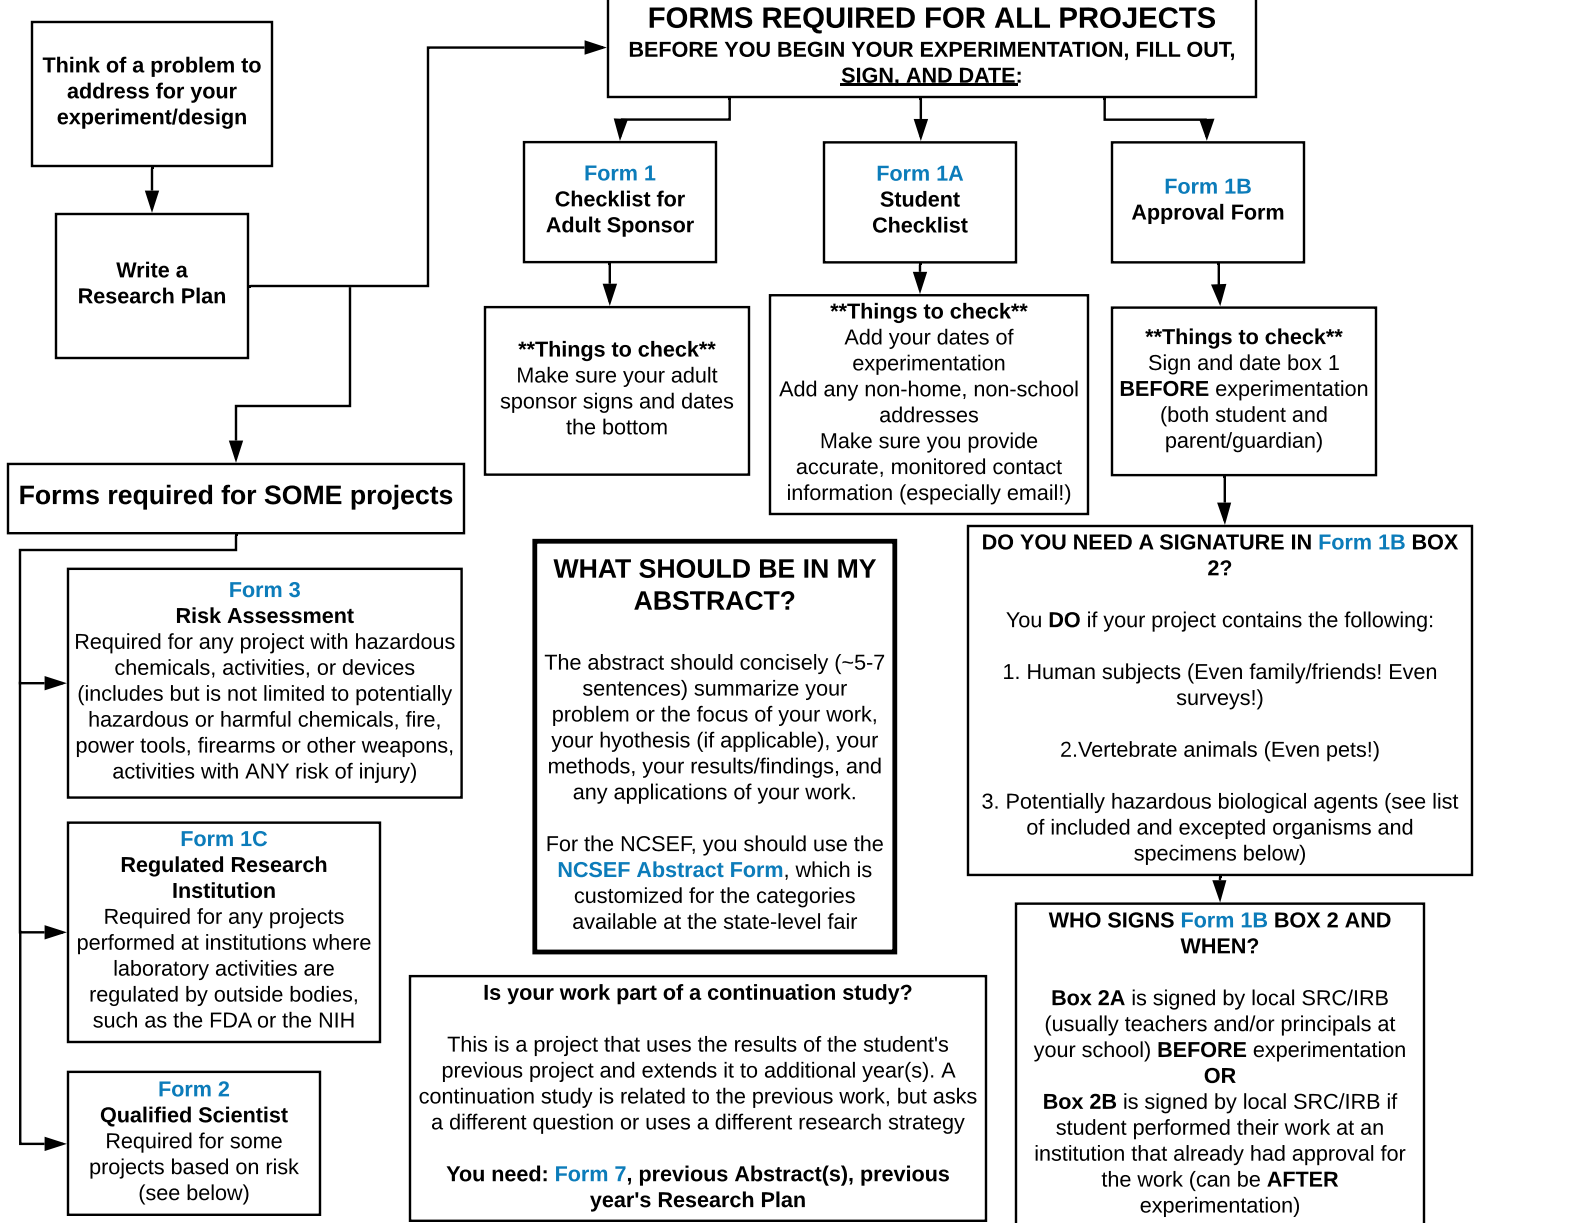 Think of a problem to
address for your
experiment/design
Write a
Research Plan
FORMS REQUIRED FOR ALL PROJECTS
BEFORE YOU BEGIN YOUR EXPERIMENTATION, FILL OUT,
SIGN, AND DATE:
Form 1
Checklist for
Adult Sponsor
**Things to check**
Make sure your adult
sponsor signs and dates
the bottom
Form 1A
Student
Checklist
**Things to check**
Add your dates of
experimentation
Add any non-home, non-school
addresses
Make sure you provide
accurate, monitored contact
information (especially email!)
Form 1B
Approval Form
**Things to check**
Sign and date box 1
BEFORE experimentation
(both student and
parent/guardian)
DO YOU NEED A SIGNATURE IN Form 1B BOX
2?
You DO if your project contains the following:
1. Human subjects (Even family/friends! Even
surveys!)
2.Vertebrate animals (Even pets!)
3. Potentially hazardous biological agents (see list
of included and excepted organisms and
specimens below)
WHO SIGNS Form 1B BOX 2 AND
WHEN?
Box 2A is signed by local SRC/IRB
(usually teachers and/or principals at
your school) BEFORE experimentation
OR
Box 2B is signed by local SRC/IRB if
student performed their work at an
institution that already had approval for
the work (can be AFTER
experimentation)
Forms required for SOME projects
Form 3
Risk Assessment
Required for any project with hazardous
chemicals, activities, or devices
(includes but is not limited to potentially
hazardous or harmful chemicals, fire,
power tools, firearms or other weapons,
activities with ANY risk of injury)
Form 1C
Regulated Research
Institution
Required for any projects
performed at institutions where
laboratory activities are
regulated by outside bodies,
such as the FDA or the NIH
Form 2
Qualified Scientist
Required for some
projects based on risk
(see below)
WHAT SHOULD BE IN MY
ABSTRACT?
The abstract should concisely (~5-7
sentences) summarize your
problem or the focus of your work,
your hyothesis (if applicable), your
methods, your results/findings, and
any applications of your work.
For the NCSEF, you should use the
NCSEF Abstract Form, which is
customized for the categories
available at the state-level fair
Is your work part of a continuation study?
This is a project that uses the results of the student's
previous project and extends it to additional year(s). A
continuation study is related to the previous work, but asks
a different question or uses a different research strategy
You need: Form 7, previous Abstract(s), previous
year's Research Plan